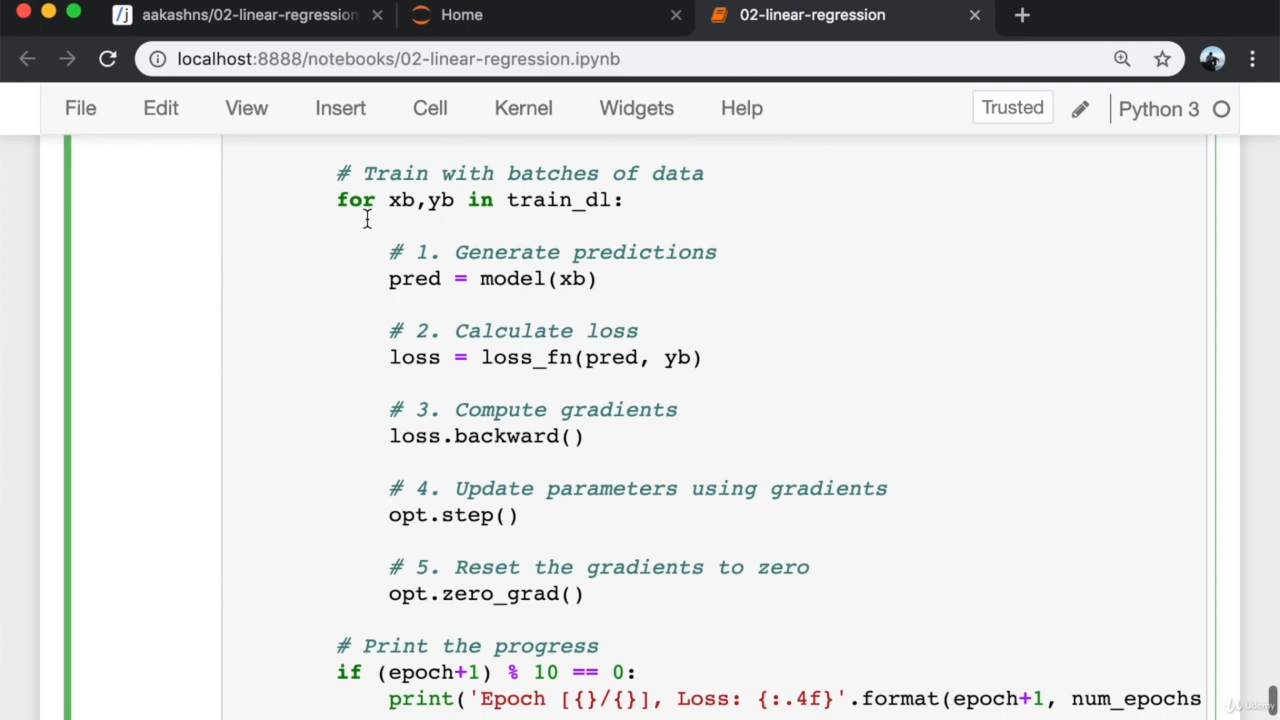 aakashns/02-linear-regression
Home
02-linear-regression
localhost:8888/notebooks/02-linear-regression.ipynb
File Edit View Insert Cell Kernel Widgets Help Trusted Python 3
# Train with batches of data
for xb,yb in train_dl:
# 1. Generate predictions
pred = model(xb)
# 2. Calculate loss
loss = loss_fn(pred, yb)
# 3. Compute gradients
loss.backward()
# 4. Update parameters using gradients
opt.step()
# 5. Reset the gradients to zero
opt.zero_grad()
# Print the progress
if (epoch+1) % 10 == 0:
print('Epoch [{}/{}], Loss: {:.4f}'.format(epoch+1, num_epochs
Udemy